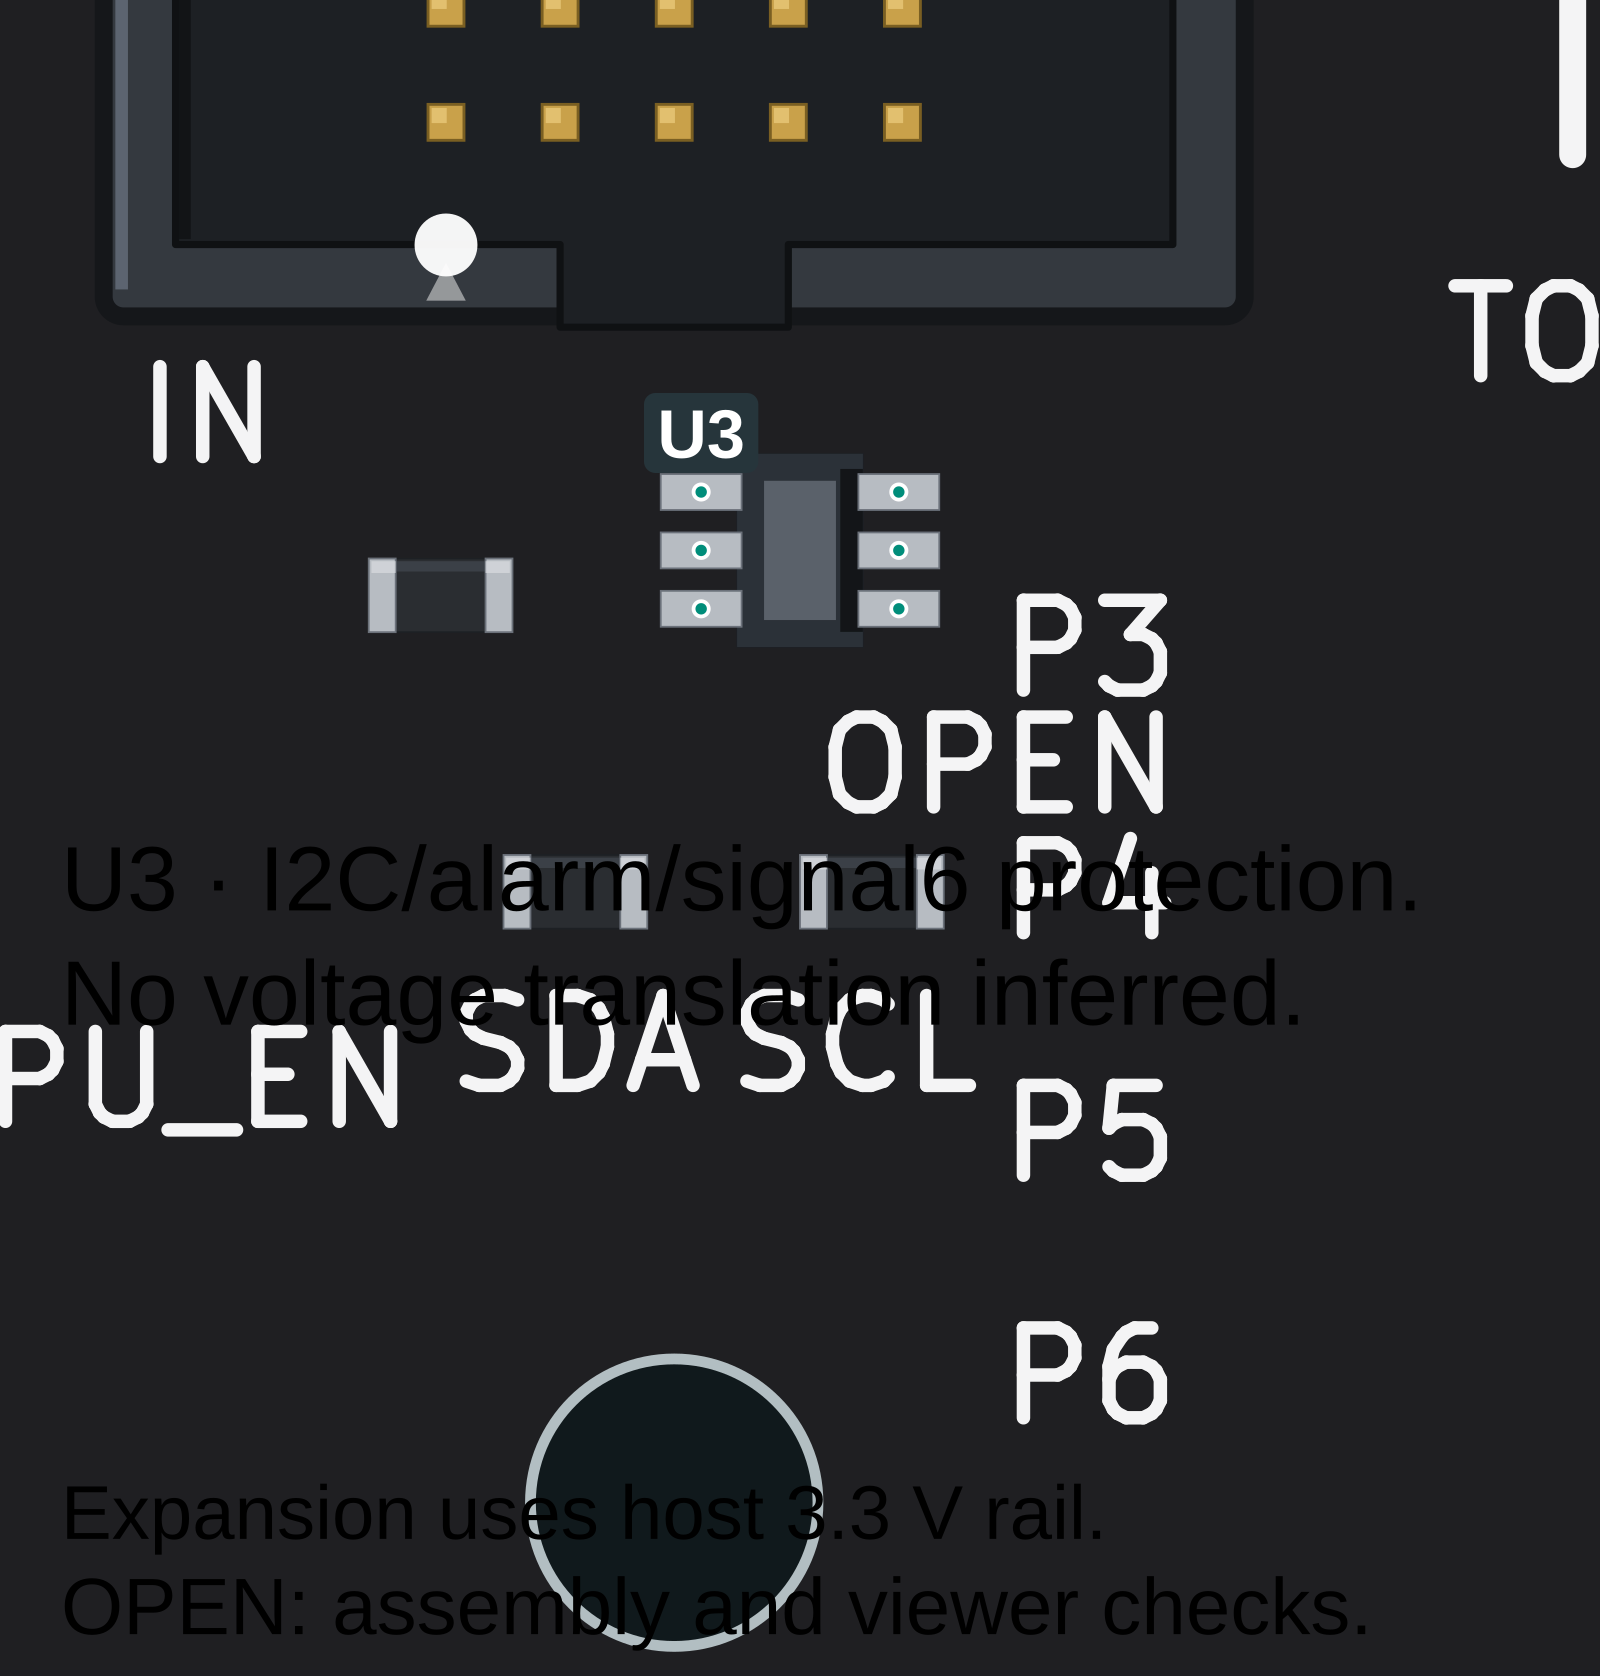 TO
IN
U3
P3
OPEN
P4
U3 · I2C/alarm/signal6 protection.
No voltage translation inferred.
PU_EN SDA SCL
P5
P6
Expansion uses host 3.3 V rail.
OPEN: assembly and viewer checks.